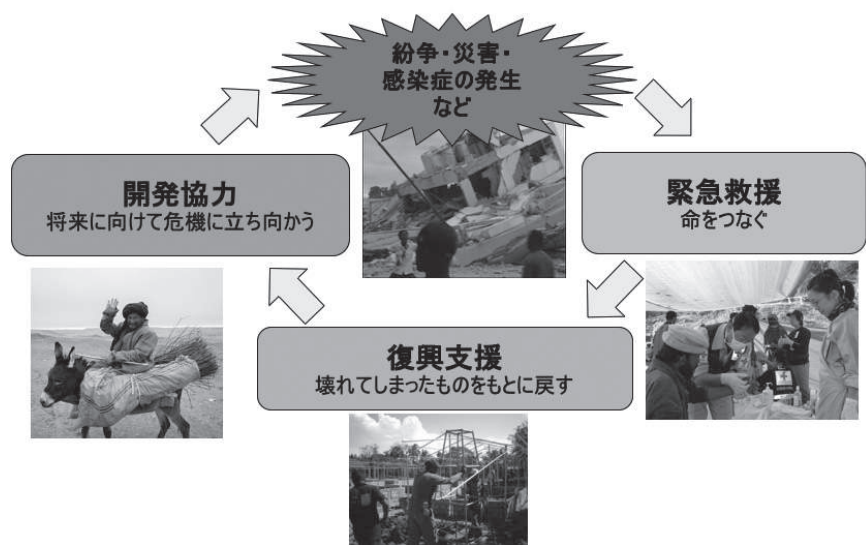 紛争・災害・
感染症の発生
など
開発協力
将来に向けて危機に立ち向かう
緊急救援
命をつなぐ
復興支援
壊れてしまったものをもとに戻す